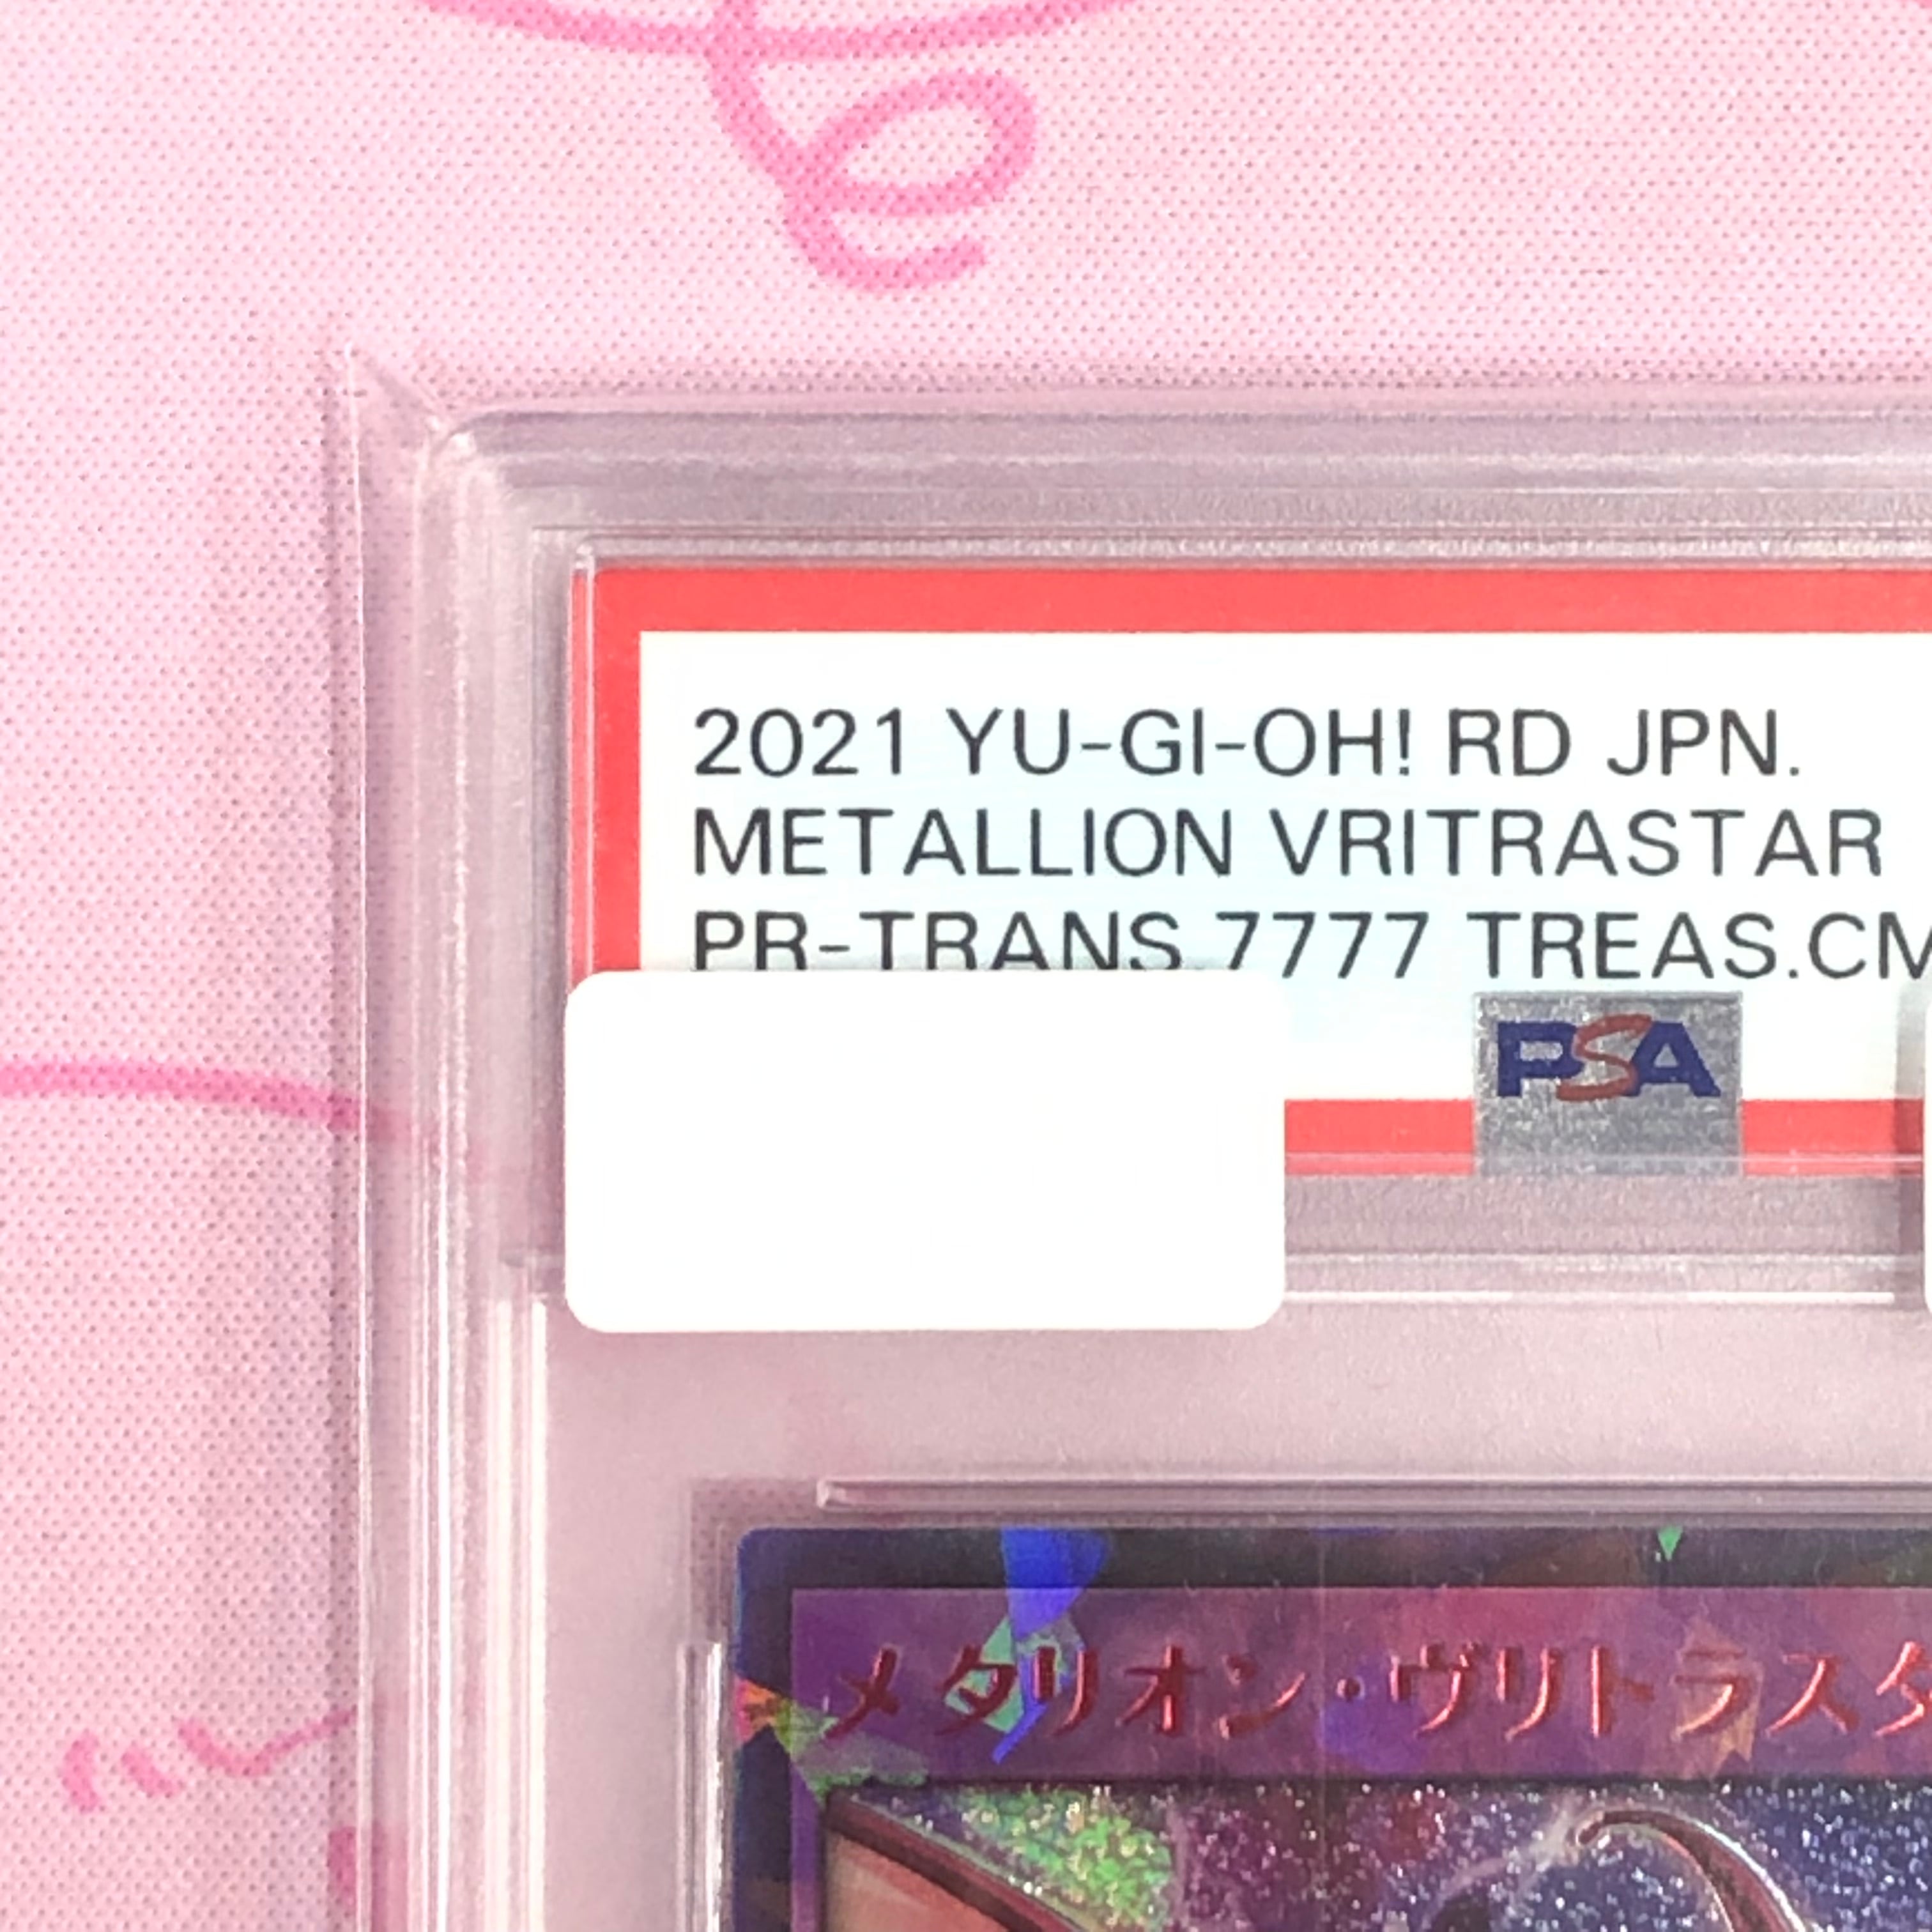 2021 YU-GI-OH! RD JPN.
METALLION VRITRASTAR
PR-TRANS.7777 TREAS.CM
PSA
メタリオン・ヴリトラスタ